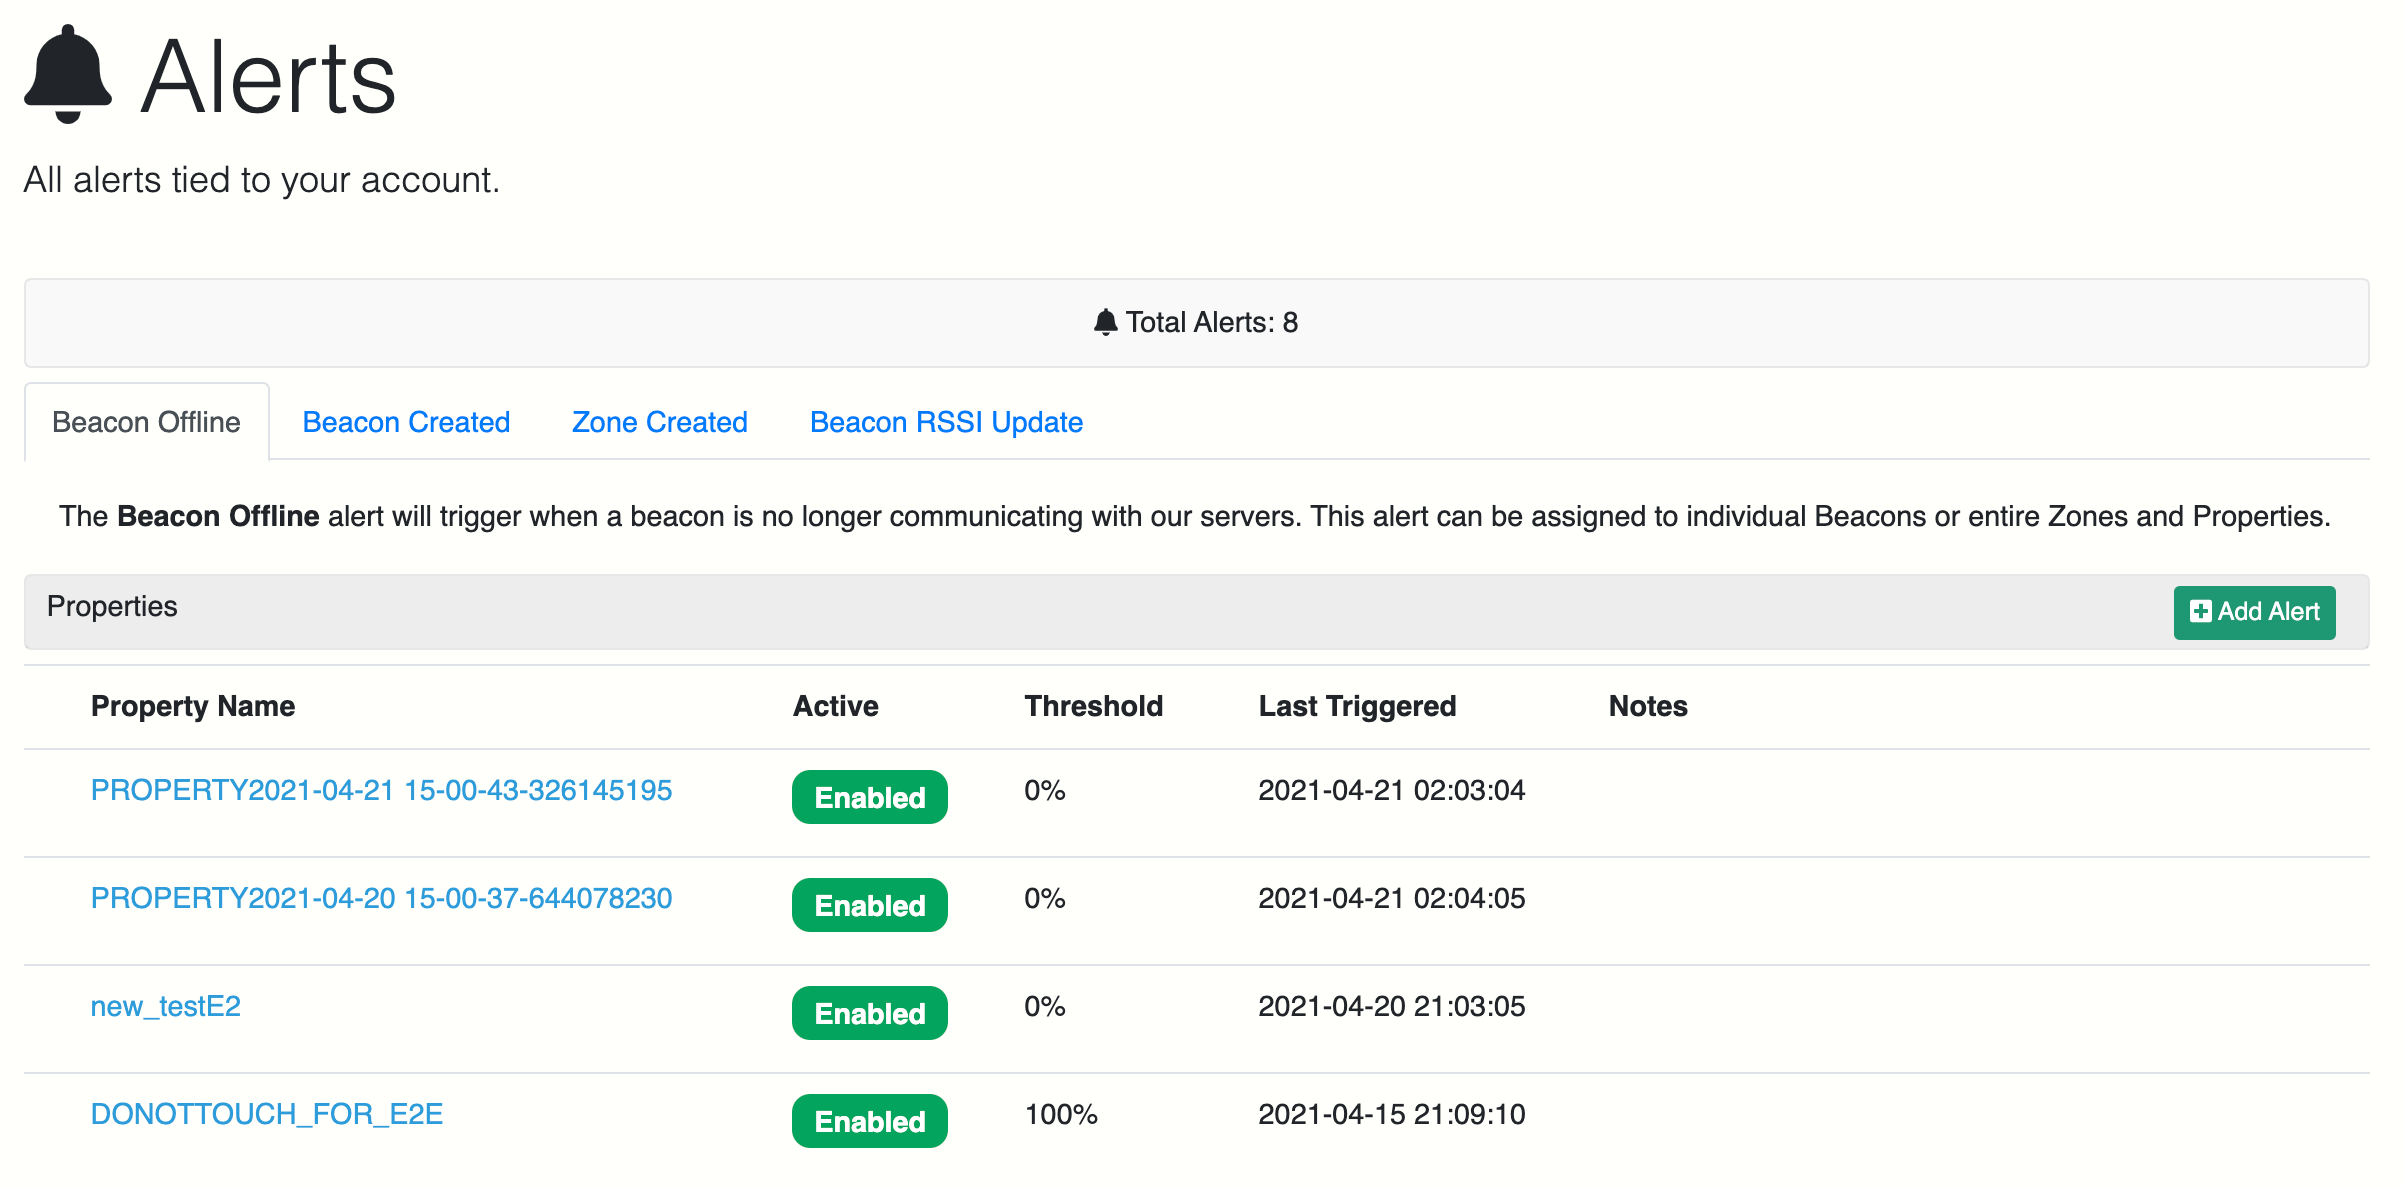 Alerts
All alerts tied to your account.
Total Alerts: 8
Beacon Offline Beacon Created Zone Created Beacon RSSI Update
The Beacon Offline alert will trigger when a beacon is no longer communicating with our servers. This alert can be assigned to individual Beacons or entire Zones and Properties.
Properties Add Alert
Property Name Active Threshold Last Triggered Notes
PROPERTY2021-04-21 15-00-43-326145195 Enabled 0% 2021-04-21 02:03:04
PROPERTY2021-04-20 15-00-37-644078230 Enabled 0% 2021-04-21 02:04:05
new_testE2 Enabled 0% 2021-04-20 21:03:05
DONOTTOUCH_FOR_E2E Enabled 100% 2021-04-15 21:09:10